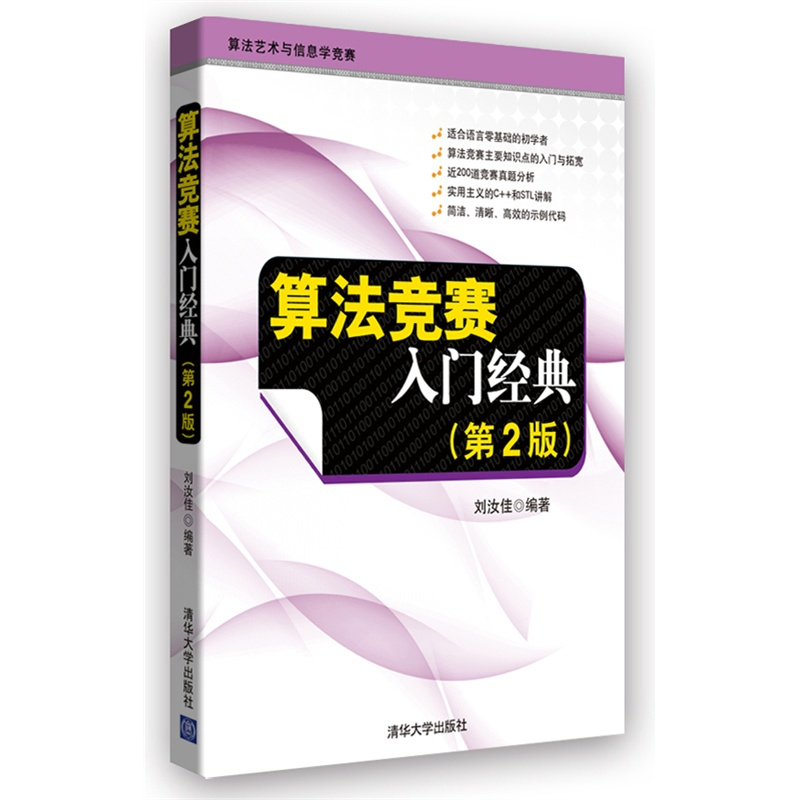 算法艺术与信息学竞赛
适合语言零基础的初学者
算法竞赛主要知识点的入门与拓宽
近200道竞赛真题分析
实用主义的C++和STL讲解
简洁、清晰、高效的示例代码
算法竞赛
入门经典
(第2版)
刘汝佳◎编著
清华大学出版社
算法竞赛入门经典(第2版)
刘汝佳◎编著
清华大学出版社